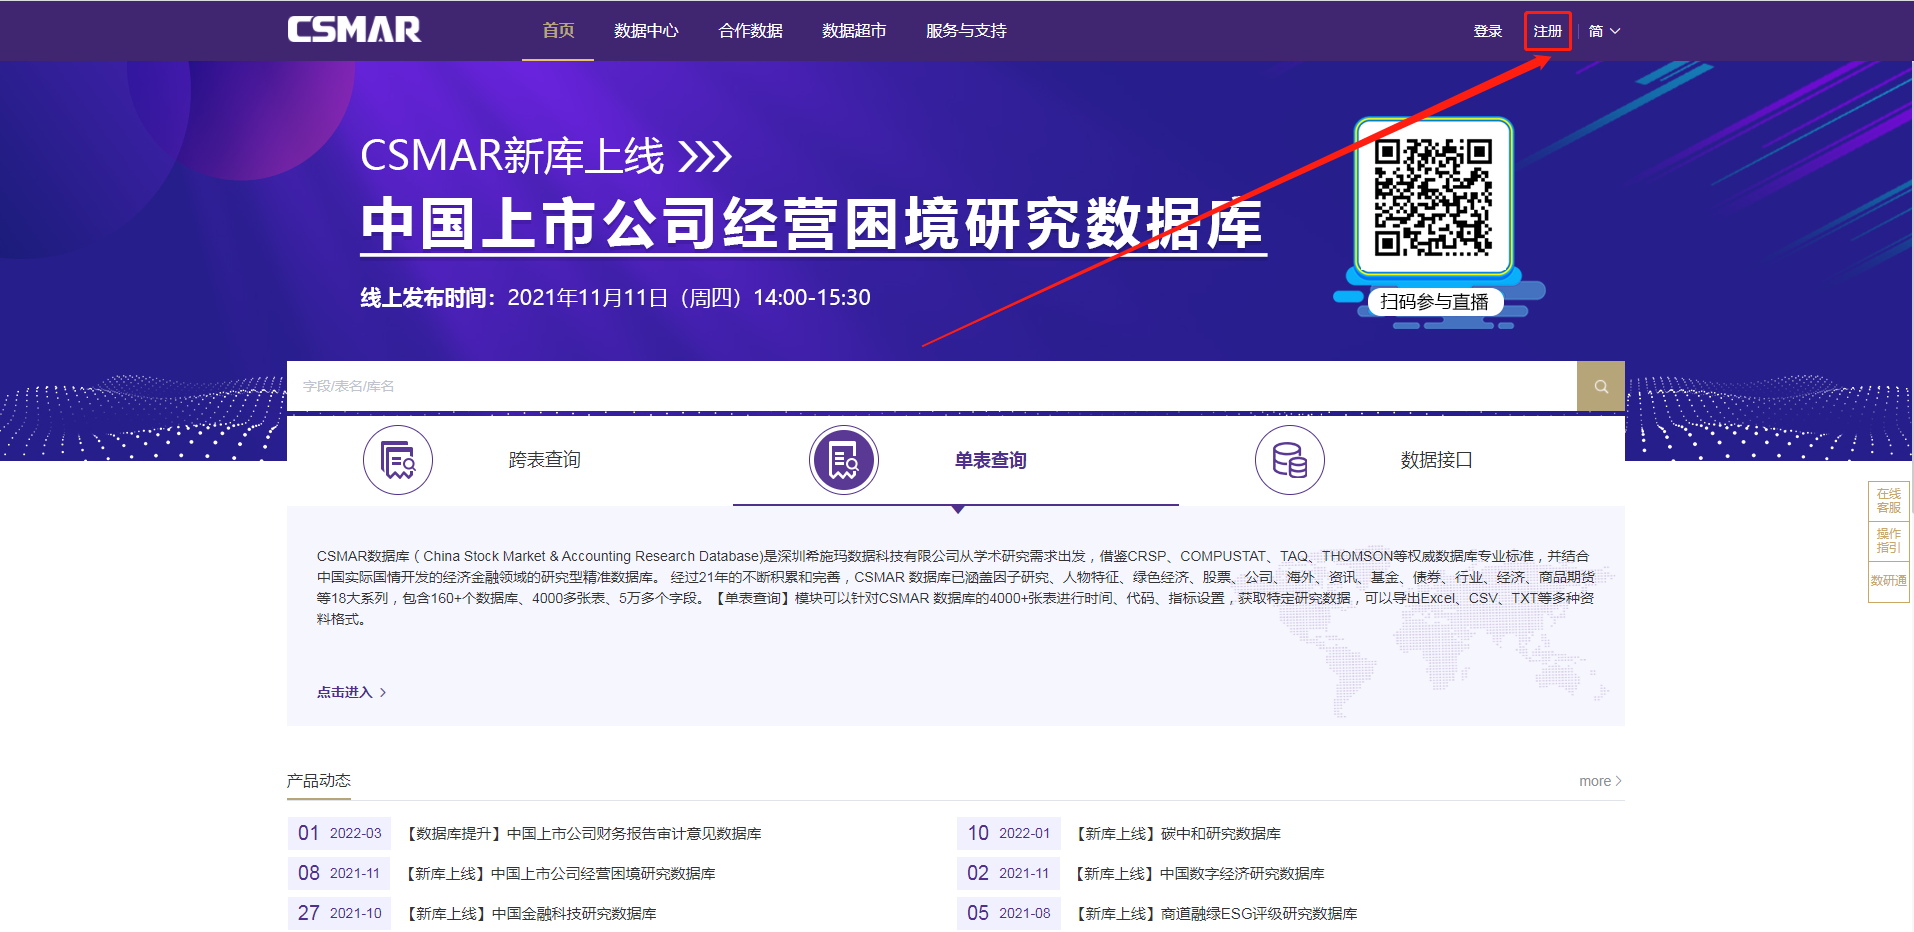 CSMAR 首页 数据中心 合作数据 数据超市 服务与支持 登录 注册 简
CSMAR新库上线
中国上市公司经营困境研究数据库
线上发布时间：2021年11月11日（周四）14:00-15:30
扫码参与直播
字段/表名/库名
跨表查询 单表查询 数据接口
在线
客服
操作
指引
数研通
CSMAR数据库（China Stock Market & Accounting Research Database)是深圳希施玛数据科技有限公司从学术研究需求出发，借鉴CRSP、COMPUSTAT、TAQ、THOMSON等权威数据库专业标准，并结合
中国实际国情开发的经济金融领域的研究型精准数据库。 经过21年的不断积累和完善，CSMAR 数据库已涵盖因子研究、人物特征、绿色经济、股票、公司、海外、资讯、基金、债券、行业、经济、商品期货
等18大系列，包含160+个数据库、4000多张表、5万多个字段。【单表查询】模块可以针对CSMAR 数据库的4000+张表进行时间、代码、指标设置，获取特定研究数据，可以导出Excel、CSV、TXT等多种资
料格式。
点击进入
产品动态 more
01 2022-03 【数据库提升】中国上市公司财务报告审计意见数据库
10 2022-01 【新库上线】碳中和研究数据库
08 2021-11 【新库上线】中国上市公司经营困境研究数据库
02 2021-11 【新库上线】中国数字经济研究数据库
27 2021-10 【新库上线】中国金融科技研究数据库
05 2021-08 【新库上线】商道融绿ESG评级研究数据库